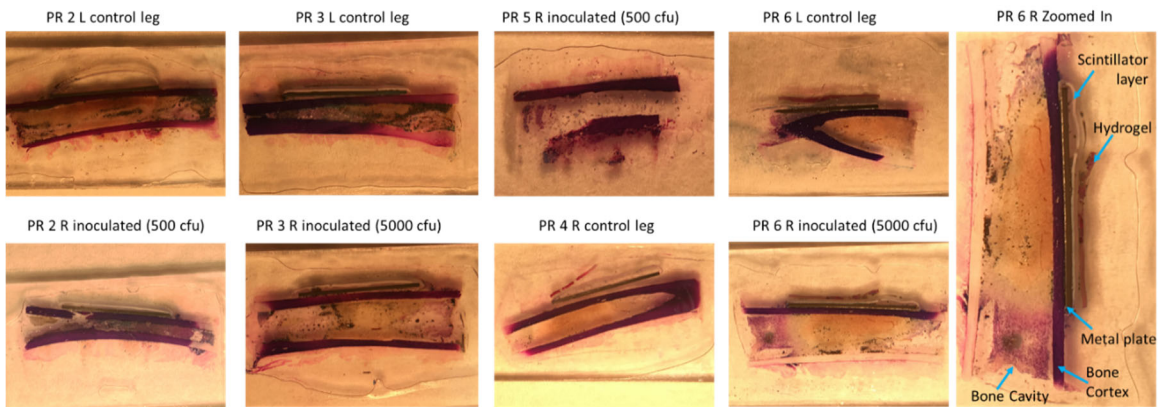 PR 2 L control leg
PR 3 L control leg
PR 5 R inoculated (500 cfu)
PR 6 L control leg
PR 6 R Zoomed In
Scintillator
layer
Hydrogel
PR 2 R inoculated (500 cfu)
PR 3 R inoculated (5000 cfu)
PR 4 R control leg
PR 6 R inoculated (5000 cfu)
Metal plate
Bone
Cortex
Bone Cavity